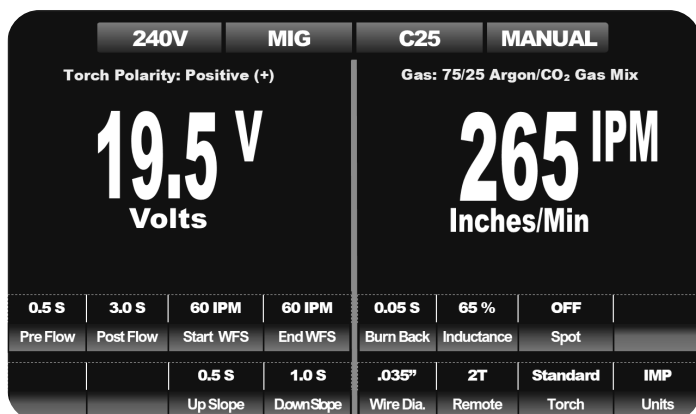 240V MIG C25 MANUAL
Torch Polarity: Positive (+) Gas: 75/25 Argon/CO₂ Gas Mix
19.5 V 265 IPM
Volts Inches/Min
0.5 S 3.0 S 60 IPM 60 IPM 0.05 S 65 % OFF
Pre Flow Post Flow Start WFS End WFS Burn Back Inductance Spot
0.5 S 1.0 S .035” 2T Standard IMP
Up Slope Down Slope Wire Dia. Remote Torch Units